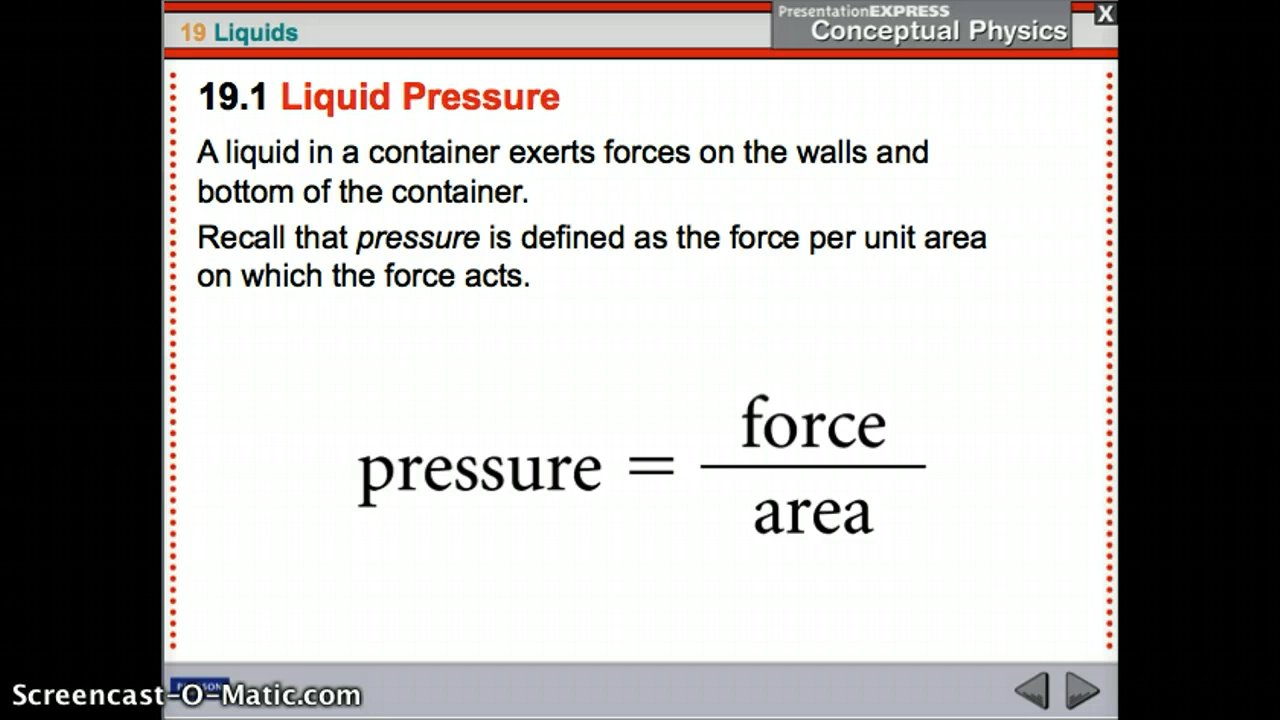 19 Liquids
PresentationEXPRESS
Conceptual Physics
X
19.1 Liquid Pressure
A liquid in a container exerts forces on the walls and
bottom of the container.
Recall that pressure is defined as the force per unit area
on which the force acts.
pressure = force
area
Screencast-O-Matic.com